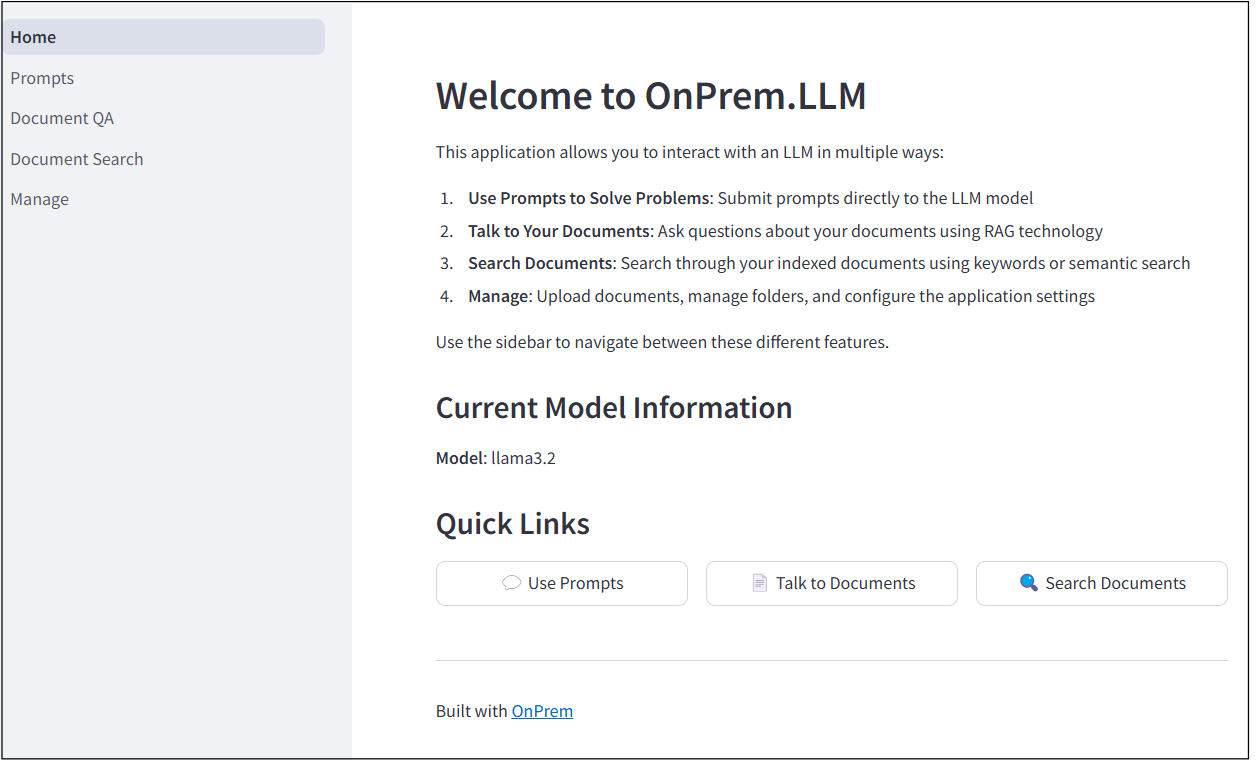 Home
Prompts
Document QA
Document Search
Manage
Welcome to OnPrem.LLM
This application allows you to interact with an LLM in multiple ways:
1. Use Prompts to Solve Problems: Submit prompts directly to the LLM model
2. Talk to Your Documents: Ask questions about your documents using RAG technology
3. Search Documents: Search through your indexed documents using keywords or semantic search
4. Manage: Upload documents, manage folders, and configure the application settings
Use the sidebar to navigate between these different features.
Current Model Information
Model: llama3.2
Quick Links
Use Prompts
Talk to Documents
Search Documents
Built with OnPrem